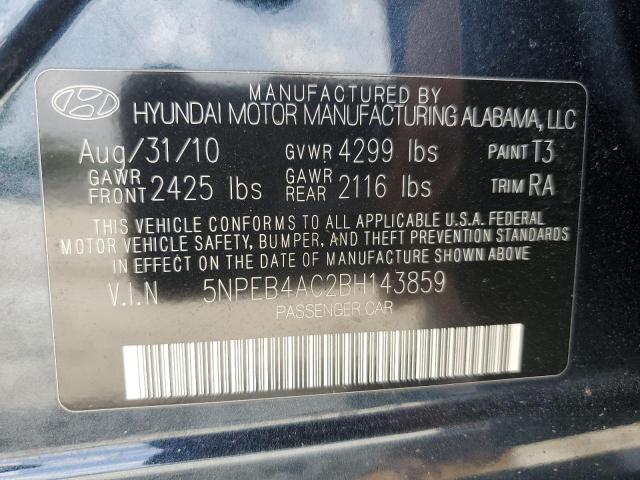 MANUFACTURED BY
HYUNDAI MOTOR MANUFACTURING ALABAMA, LLC
Aug/31/10 GVWR 4299 lbs PAINT T3
GAWR FRONT 2425 lbs GAWR REAR 2116 lbs TRIM RA
THIS VEHICLE CONFORMS TO ALL APPLICABLE U.S.A. FEDERAL
MOTOR VEHICLE SAFETY, BUMPER, AND THEFT PREVENTION STANDARDS
IN EFFECT ON THE DATE OF MANUFACTURE SHOWN ABOVE.
V.I.N 5NPEB4AC2BH143859
PASSENGER CAR